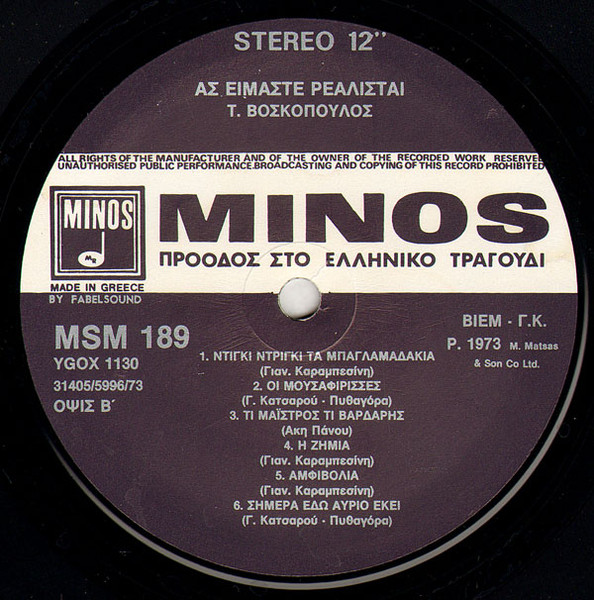 STEREO 12''
ΑΣ ΕΙΜΑΣΤΕ ΡΕΑΛΙΣΤΑΙ
Τ. ΒΟΣΚΟΠΟΥΛΟΣ
ALL RIGHTS OF THE MANUFACTURER AND OF THE OWNER OF THE RECORDED WORK RESERVED
UNAUTHORISED PUBLIC PERFORMANCE.BROADCASTING AND COPYING OF THIS RECORD PROHIBITED
MINOS
MR
MINOS
ΠΡΟΟΔΟΣ ΣΤΟ ΕΛΛΗΝΙΚΟ ΤΡΑΓΟΥΔΙ
MADE IN GREECE
BY FABELSOUND
MSM 189
YGOX 1130
31405/5996/73
ΟΨΙΣ Β΄
ΒΙΕΜ - Γ.Κ.
P. 1973 M. Matsas
& Son Co Ltd.
1. ΝΤΙΓΚΙ ΝΤΡΙΓΚΙ ΤΑ ΜΠΑΓΛΑΜΑΔΑΚΙΑ
(Γιαν. Καραμπεσίνη)
2. ΟΙ ΜΟΥΣΑΦΙΡΙΣΣΕΣ
(Γ. Κατσαρού - Πυθαγόρα)
3. ΤΙ ΜΑΪΣΤΡΟΣ ΤΙ ΒΑΡΔΑΡΗΣ
(Ακη Πάνου)
4. Η ΖΗΜΙΑ
(Γιαν. Καραμπεσίνη)
5. ΑΜΦΙΒΟΛΙΑ
(Γιαν. Καραμπεσίνη)
6. ΣΗΜΕΡΑ ΕΔΩ ΑΥΡΙΟ ΕΚΕΙ
(Γ. Κατσαρού - Πυθαγόρα)